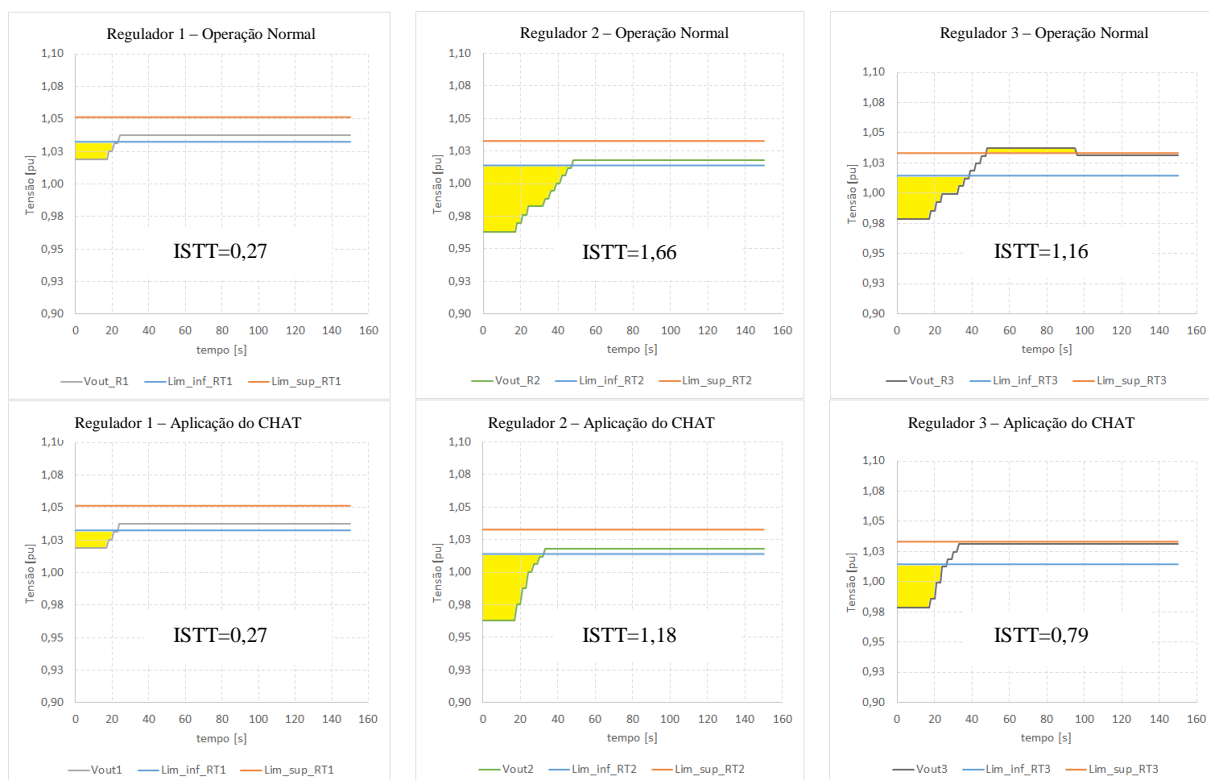 Regulador 1 – Operação Normal
1,10
1,08
1,05
1,03
1,00
0,98
0,95
0,93
0,90
Tensão [pu]
ISTT=0,27
0 20 40 60 80 100 120 140 160
tempo [s]
Vout_R1 Lim_inf_RT1 Lim_sup_RT1
Regulador 2 – Operação Normal
1,10
1,08
1,05
1,03
1,00
0,98
0,95
0,93
0,90
Tensão [pu]
ISTT=1,66
0 20 40 60 80 100 120 140 160
tempo [s]
Vout_R2 Lim_inf_RT2 Lim_sup_RT2
Regulador 3 – Operação Normal
1,10
1,08
1,05
1,03
1,00
0,98
0,95
0,93
0,90
Tensão [pu]
ISTT=1,16
0 20 40 60 80 100 120 140 160
tempo [s]
Vout_R3 Lim_inf_RT3 Lim_sup_RT3
Regulador 1 – Aplicação do CHAT
1,10
1,08
1,05
1,03
1,00
0,98
0,95
0,93
0,90
Tensão [pu]
ISTT=0,27
0 20 40 60 80 100 120 140 160
tempo [s]
Vout1 Lim_inf_RT1 Lim_sup_RT1
Regulador 2 – Aplicação do CHAT
1,10
1,08
1,05
1,03
1,00
0,98
0,95
0,93
0,90
Tensão [pu]
ISTT=1,18
0 20 40 60 80 100 120 140 160
tempo [s]
Vout2 Lim_inf_RT2 Lim_sup_RT2
Regulador 3 – Aplicação do CHAT
1,10
1,08
1,05
1,03
1,00
0,98
0,95
0,93
0,90
Tensão [pu]
ISTT=0,79
0 20 40 60 80 100 120 140 160
tempo [s]
Vout3 Lim_inf_RT3 Lim_sup_RT3